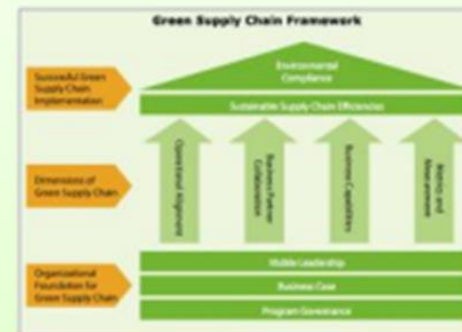 Green Supply Chain Framework
Successful Green
Supply Chain
Implementation
Environmental
Compliance
Sustainable Supply Chain Efficiencies
Dimensions of
Green Supply Chain
Operational Alignment
Business Partner
Collaboration
Business Capabilities
Metrics and
Measurement
Organizational
Foundation for
Green Supply Chain
Visible Leadership
Business Case
Program Governance